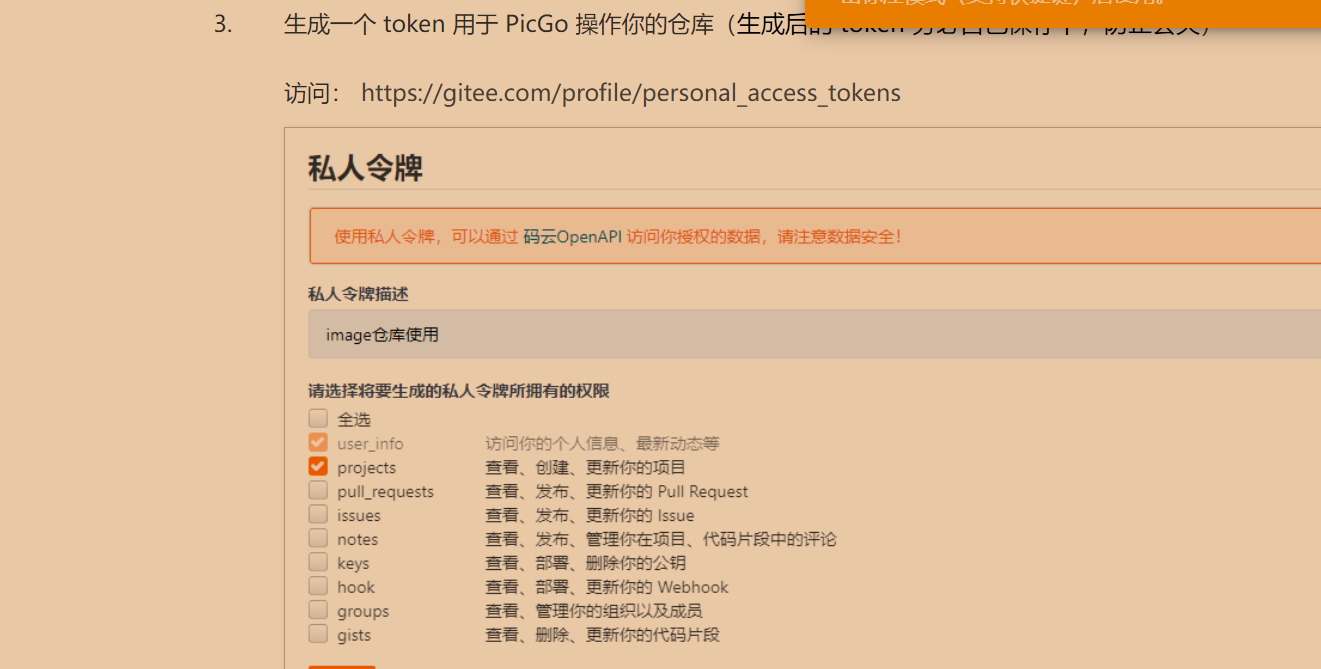 3. 生成一个 token 用于 PicGo 操作你的仓库（生成后的 token
访问： https://gitee.com/profile/personal_access_tokens
私人令牌
使用私人令牌，可以通过 码云OpenAPI 访问你授权的数据，请注意数据安全！
私人令牌描述
image仓库使用
请选择将要生成的私人令牌所拥有的权限
全选
user_info 访问你的个人信息、最新动态等
projects 查看、创建、更新你的项目
pull_requests 查看、发布、更新你的 Pull Request
issues 查看、发布、更新你的 Issue
notes 查看、发布、管理你在项目、代码片段中的评论
keys 查看、部署、删除你的公钥
hook 查看、部署、更新你的 Webhook
groups 查看、管理你的组织以及成员
gists 查看、删除、更新你的代码片段